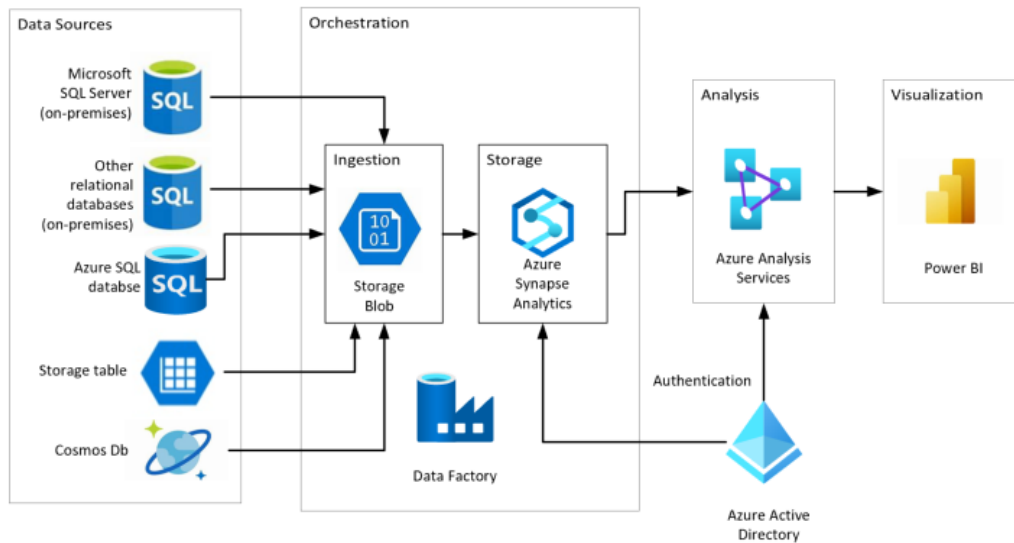 Data Sources
Microsoft
SQL Server
(on-premises)
SQL
Other
relational
databases
(on-premises)
SQL
Azure SQL
databse
SQL
Storage table
Cosmos Db
Orchestration
Ingestion
10
01
Storage
Blob
Storage
Azure
Synapse
Analytics
Data Factory
Analysis
Azure Analysis
Services
Visualization
Power BI
Authentication
Azure Active
Directory